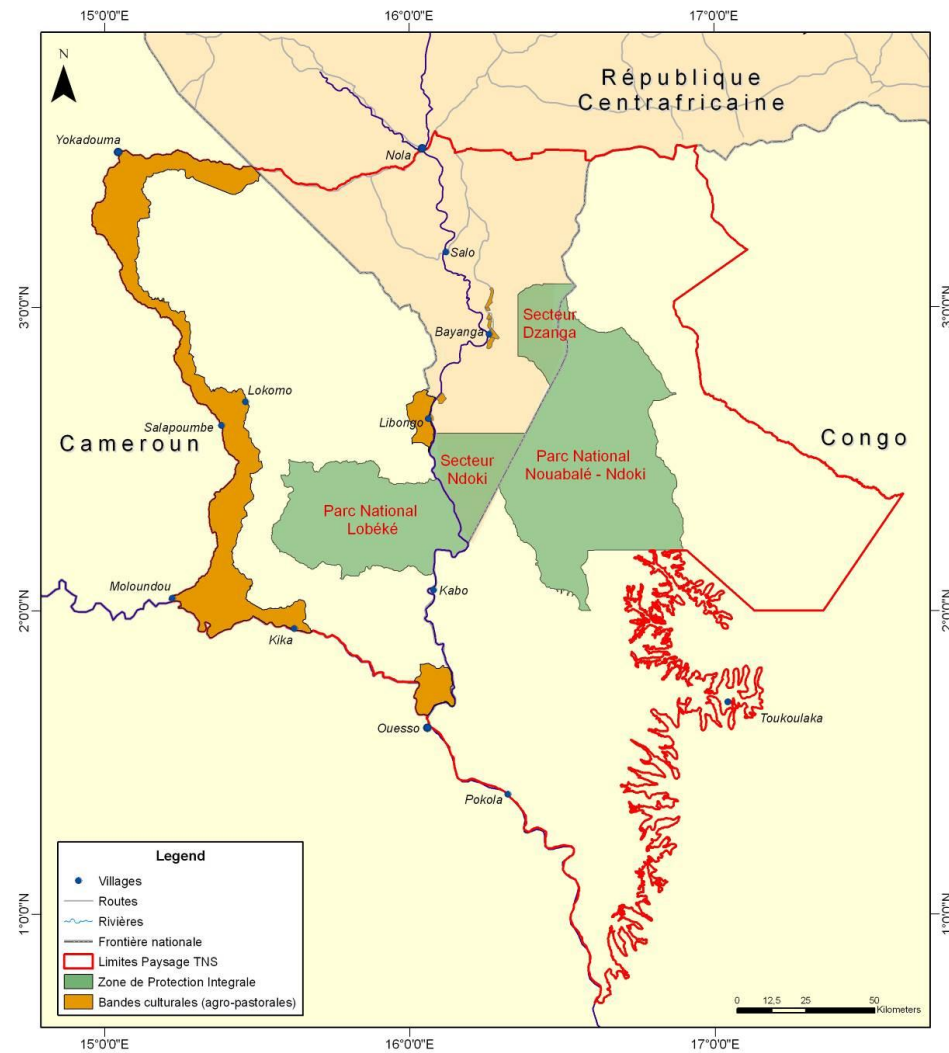 15°0'0"E
16°0'0"E
17°0'0"E
N
République
Centrafricaine
Yokadouma
Nola
Salo
3°0'0"N
3°0'0"N
Secteur
Dzanga
Bayanga
Lokomo
Salapoumbe
Libongo
Cameroun
Congo
Secteur
Ndoki
Parc National
Nouabalé - Ndoki
Parc National
Lobéké
Moloundou
Kabo
2°0'0"N
2°0'0"N
Kika
Ouesso
Toukoulaka
Pokola
1°0'0"N
1°0'0"N
Legend
Villages
Routes
Rivières
Frontière nationale
Limites Paysage TNS
Zone de Protection Integrale
Bandes culturales (agro-pastorales)
0 12.5 25 50
Kilometers
15°0'0"E
16°0'0"E
17°0'0"E